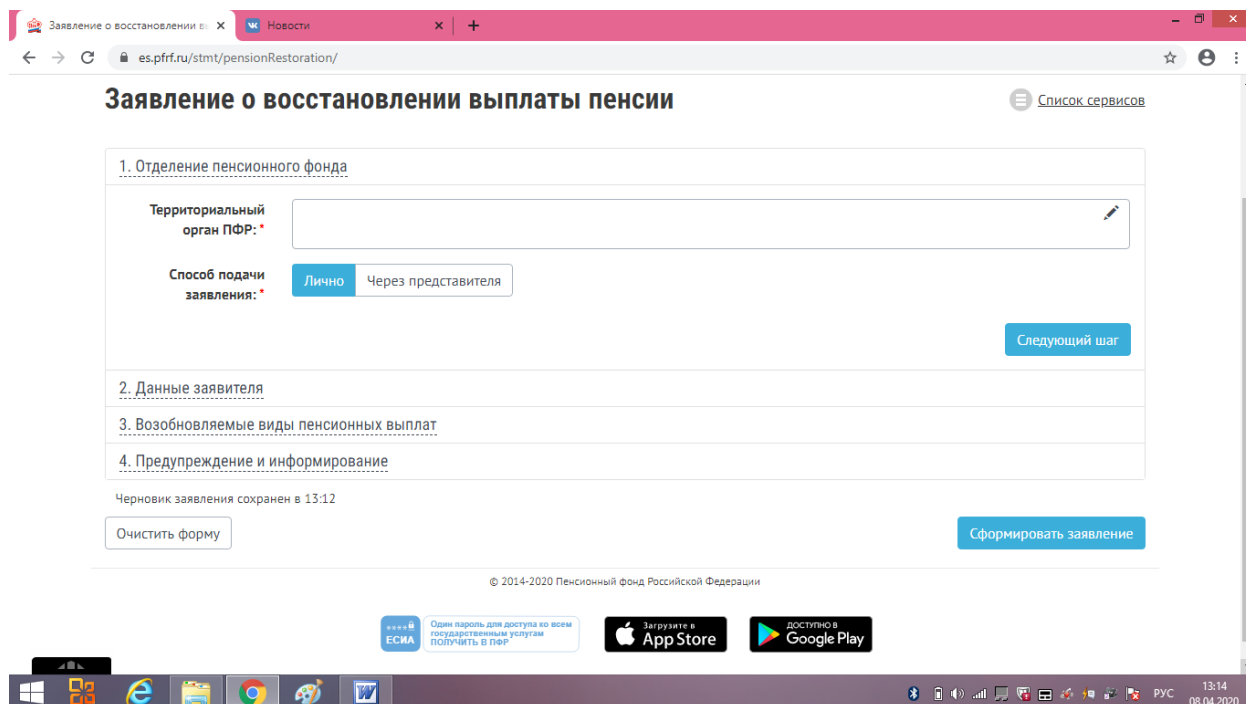 Заявление о восстановлении вы
Новости
es.pfrf.ru/stmt/pensionRestoration/
Заявление о восстановлении выплаты пенсии
Список сервисов
1. Отделение пенсионного фонда
Территориальный
орган ПФР: *
Способ подачи
заявления: *
Лично
Через представителя
Следующий шаг
2. Данные заявителя
3. Возобновляемые виды пенсионных выплат
4. Предупреждение и информирование
Черновик заявления сохранен в 13:12
Очистить форму
Сформировать заявление
© 2014-2020 Пенсионный фонд Российской Федерации
ЕСИА
Один пароль для доступа ко всем
государственным услугам
ПОЛУЧИТЬ В ПФР
Загрузите в
App Store
ДОСТУПНО В
Google Play
РУС
13:14
08.04.2020